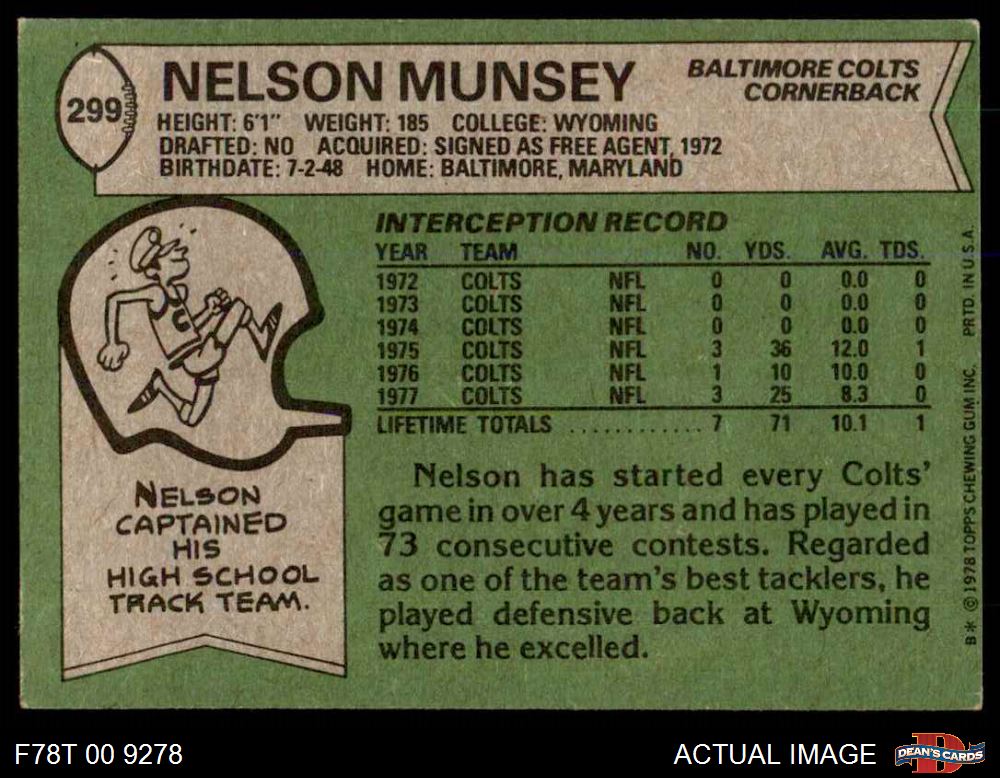 299
NELSON MUNSEY
BALTIMORE COLTS
CORNERBACK
HEIGHT: 6'1" WEIGHT: 185 COLLEGE: WYOMING
DRAFTED: NO ACQUIRED: SIGNED AS FREE AGENT, 1972
BIRTHDATE: 7-2-48 HOME: BALTIMORE, MARYLAND
INTERCEPTION RECORD
YEAR TEAM NO. YDS. AVG. TDS.
1972 COLTS NFL 0 0 0.0 0
1973 COLTS NFL 0 0 0.0 0
1974 COLTS NFL 0 0 0.0 0
1975 COLTS NFL 3 36 12.0 1
1976 COLTS NFL 1 10 10.0 0
1977 COLTS NFL 3 25 8.3 0
LIFETIME TOTALS ............ 7 71 10.1 1
Nelson has started every Colts'
game in over 4 years and has played in
73 consecutive contests. Regarded
as one of the team's best tacklers, he
played defensive back at Wyoming
where he excelled.
NELSON
CAPTAINED
HIS
HIGH SCHOOL
TRACK TEAM.
B* © 1978 TOPPS CHEWING GUM INC. PRTD. IN U.S.A.
F78T 00 9278
ACTUAL IMAGE
DEAN'S CARDS